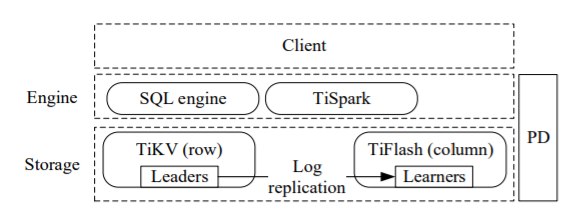 Client
Engine
SQL engine
TiSpark
PD
Storage
TiKV (row)
Leaders
Log
replication
TiFlash (column)
Learners